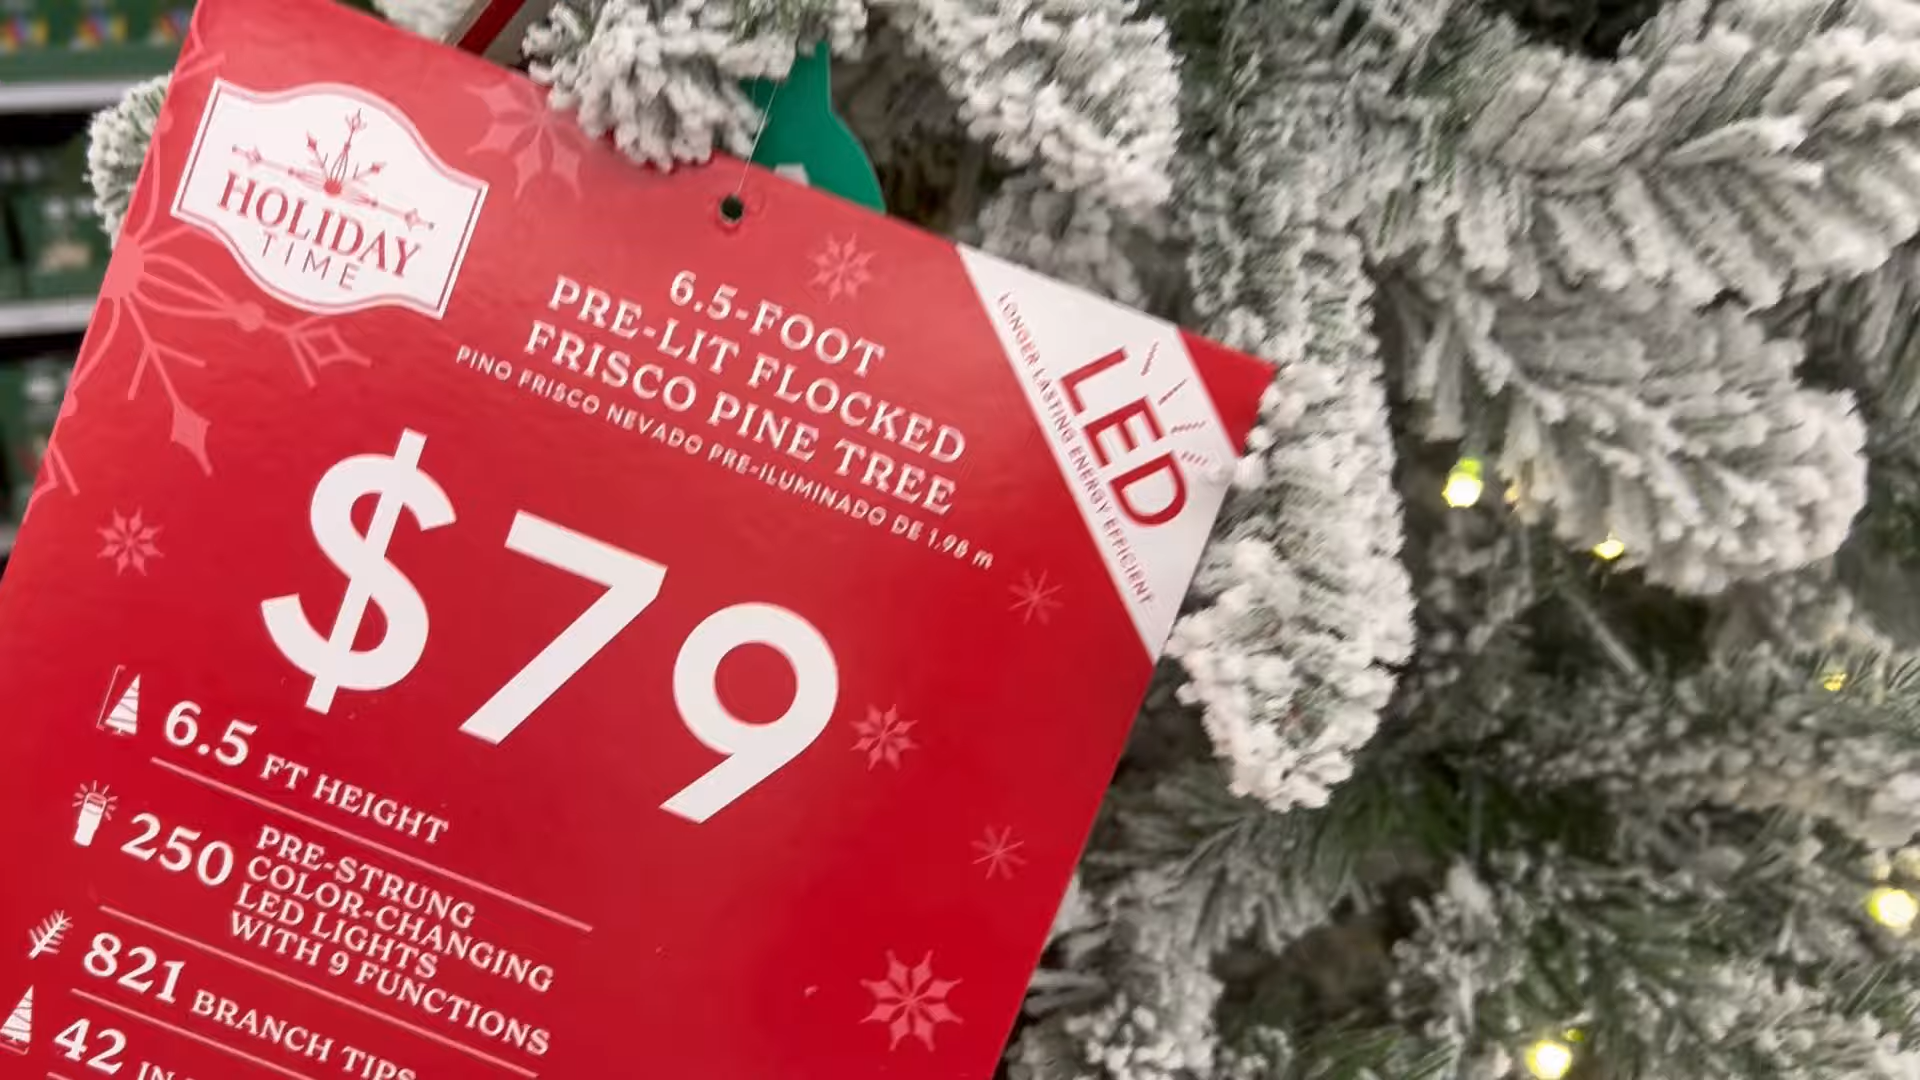 HOLIDAY
TIME
6.5-FOOT
PRE-LIT FLOCKED
FRISCO PINE TREE
PINO FRISCO NEVADO PRE-ILUMINADO DE 1.98 m
LED
LONGER LASTING ENERGY EFFICIENT
$79
6.5 FT HEIGHT
250 PRE-STRUNG
COLOR-CHANGING
LED LIGHTS
WITH 9 FUNCTIONS
821 BRANCH TIPS
42 IN